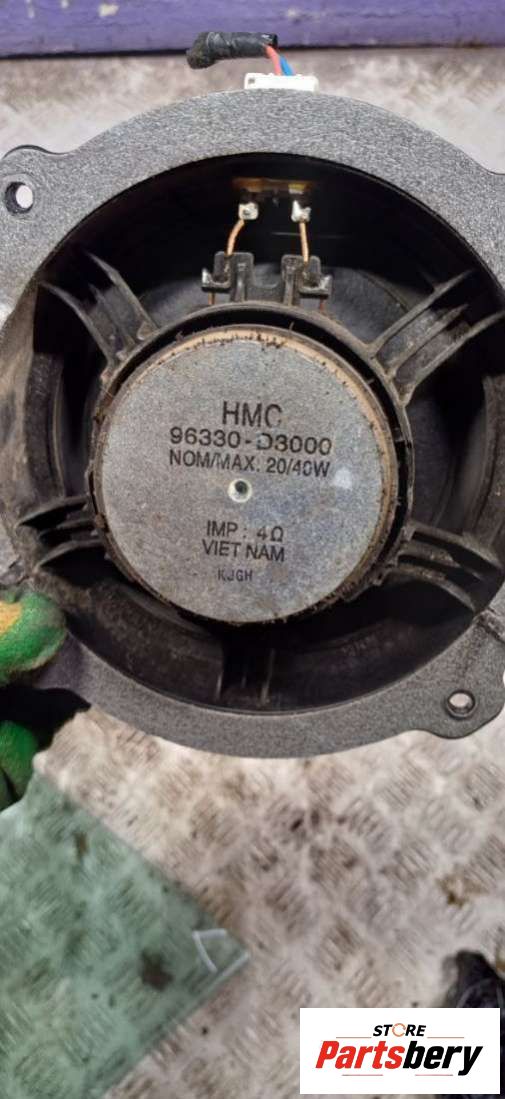 HMC
96330-D3000
NOM/MAX: 20/40W
IMP : 4Ω
VIET NAM
KJGH
STORE
Partsbery